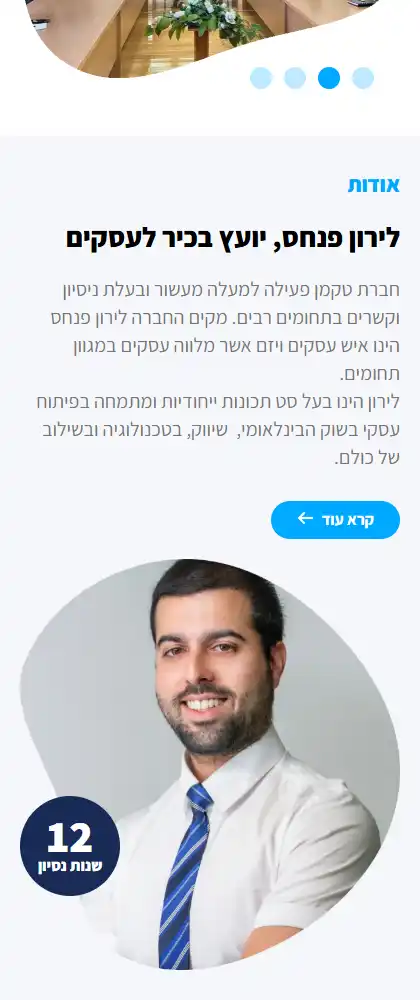 אודות
לירון פנחס, יועץ בכיר לעסקים
חברת טקמן פעילה למעלה מעשור ובעלת ניסיון
וקשרים בתחומים רבים. מקים החברה לירון פנחס
הינו איש עסקים ויזם אשר מלווה עסקים במגוון
תחומים.
לירון הינו בעל סט תכונות ייחודיות ומתמחה בפיתוח
עסקי בשוק הבינלאומי,  שיווק, בטכנולוגיה ובשילוב
של כולם.
קרא עוד
12
שנות נסיון